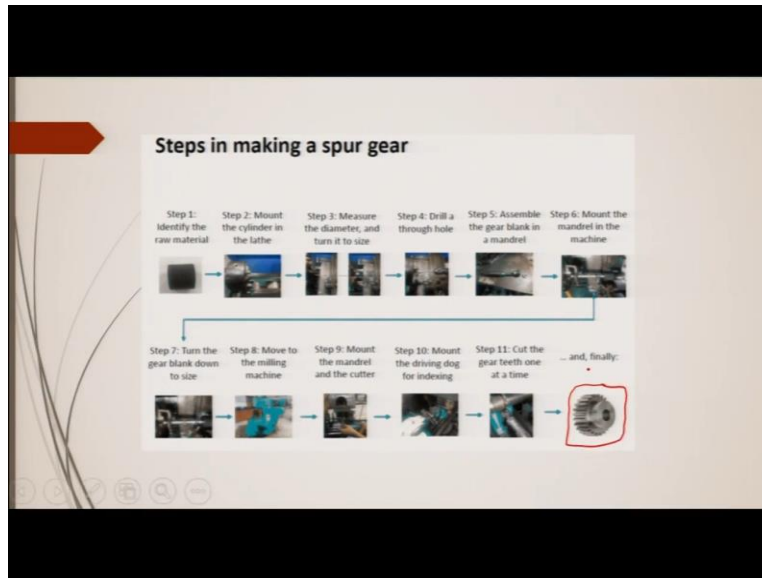 Steps in making a spur gear
Step 1:
Identify the
raw material
Step 2: Mount
the cylinder in
the lathe
Step 3: Measure
the diameter, and
turn it to size
Step 4: Drill a
through hole
Step 5: Assemble
the gear blank in
a mandrel
Step 6: Mount the
mandrel in the
machine
Step 7: Turn the
gear blank down
to size
Step 8: Move to
the milling
machine
Step 9: Mount
the mandrel
and the cutter
Step 10: Mount
the driving dog
for indexing
Step 11: Cut the
gear teeth one
at a time
... and, finally: